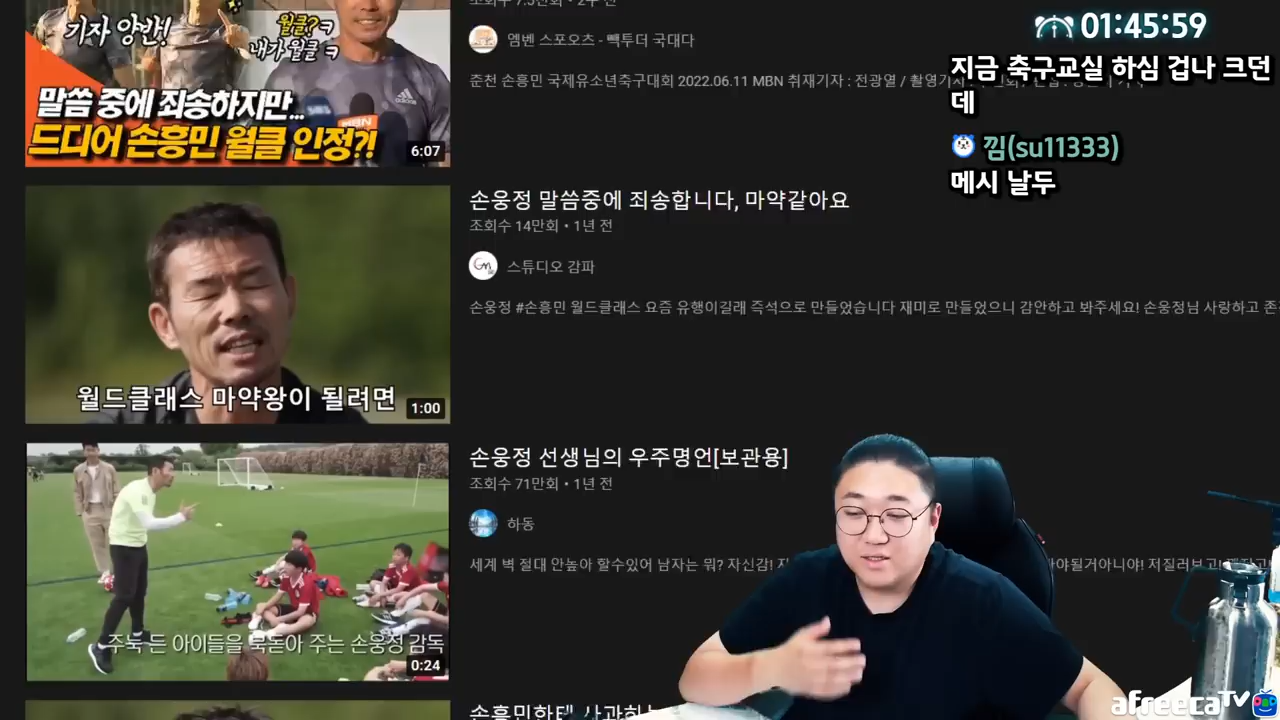 기자 양반!
월클?ㅋ
내가 월클 ㅋ
말씀 중에 죄송하지만...
드디어 손흥민 월클 인정?!
6:07
엠벤 스포오츠 - 빽투더 국대다
춘천 손흥민 국제유소년축구대회 2022.06.11 MBN 취재기자 : 전광열 / 촬영기자
01:45:59
지금 축구교실 하심 겁나 크던
데
낌(su11333)
메시 날두
손웅정 말씀중에 죄송합니다, 마약같아요
조회수 14만회 • 1년 전
스튜디오 감파
손웅정 #손흥민 월드클래스 요즘 유행이길래 즉석으로 만들었습니다 재미로 만들었으니 감안하고 봐주세요! 손웅정님 사랑하고 존
월드클래스 마약왕이 될려면
1:00
손웅정 선생님의 우주명언[보관용]
조회수 71만회 • 1년 전
하동
세계 벽 절대 안높아 할수있어 남자는 뭐? 자신감!
야될거아니야! 저질러보고
주눅 든 아이들을 북돋아 주는 손웅정 감독
0:24
afreecaTV